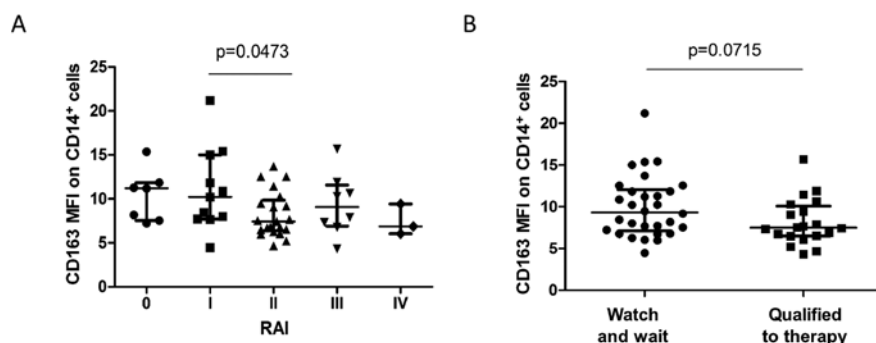 A
p=0.0473
CD163 MFI on CD14⁺ cells
25
20
15
10
5
0
0 I II III IV
RAI
B
p=0.0715
CD163 MFI on CD14⁺ cells
25
20
15
10
5
0
Watch
and wait
Qualified
to therapy